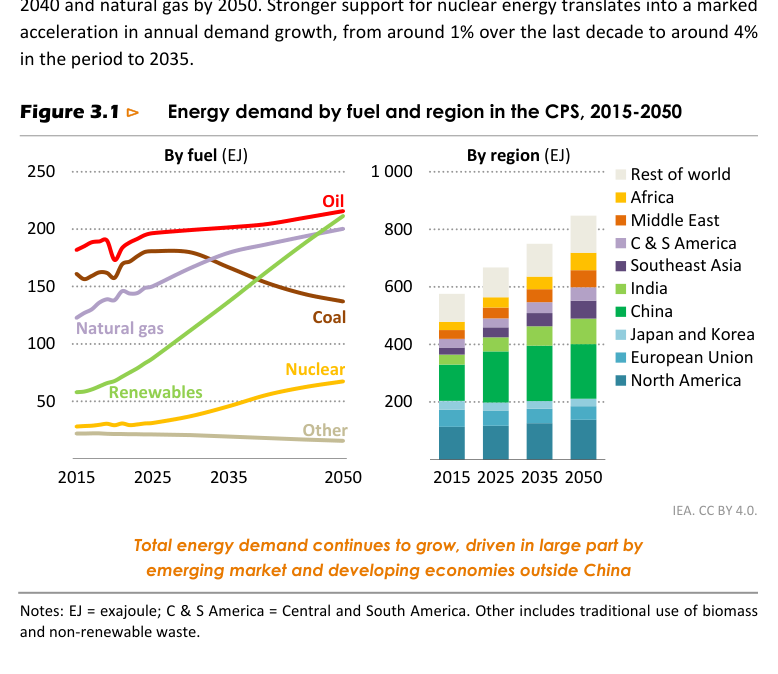 2040 and natural gas by 2050. Stronger support for nuclear energy translates into a marked
acceleration in annual demand growth, from around 1% over the last decade to around 4%
in the period to 2035.
Figure 3.1 ▻ Energy demand by fuel and region in the CPS, 2015-2050
By fuel (EJ)
250
200
150
100
50
Oil
Coal
Natural gas
Nuclear
Renewables
Other
2015 2025 2035 2050
By region (EJ)
1 000
800
600
400
200
2015 2025 2035 2050
Rest of world
Africa
Middle East
C & S America
Southeast Asia
India
China
Japan and Korea
European Union
North America
IEA. CC BY 4.0.
Total energy demand continues to grow, driven in large part by
emerging market and developing economies outside China
Notes: EJ = exajoule; C & S America = Central and South America. Other includes traditional use of biomass
and non-renewable waste.